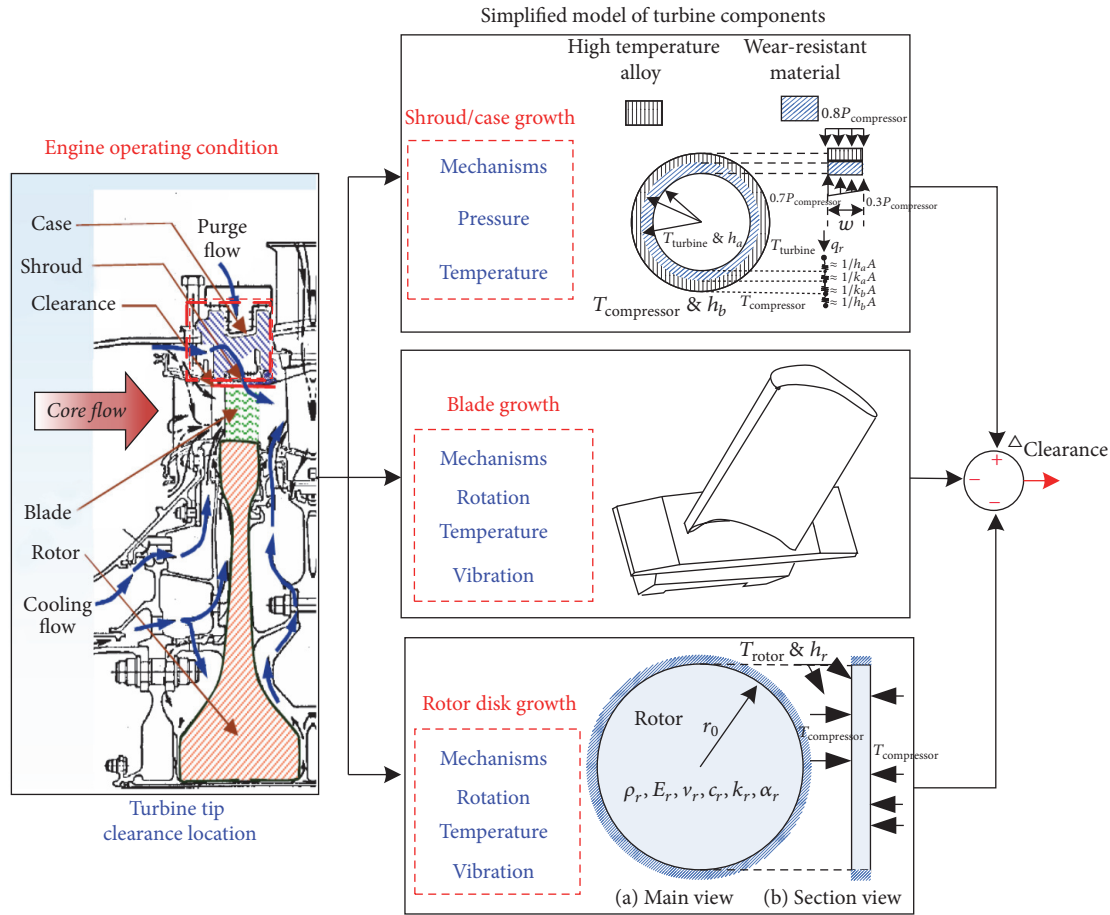 Simplified model of turbine components
Engine operating condition
Case
Purge
flow
Shroud
Clearance
Core flow
Blade
Rotor
Cooling
flow
Turbine tip
clearance location
High temperature
alloy
Wear-resistant
material
Shroud/case growth
Mechanisms
Pressure
Temperature
0.8P_compressor
0.7P_compressor
0.3P_compressor
w
T_turbine & h_a
T_turbine
q_r
≈ 1/h_aA
≈ 1/k_aA
≈ 1/k_bA
≈ 1/h_bA
T_compressor
T_compressor & h_b
Blade growth
Mechanisms
Rotation
Temperature
Vibration
△Clearance
+
−
−
Rotor disk growth
Mechanisms
Rotation
Temperature
Vibration
Rotor
r_0
ρ_r, E_r, ν_r, c_r, k_r, α_r
T_rotor & h_r
T_compressor
T_compressor
(a) Main view
(b) Section view